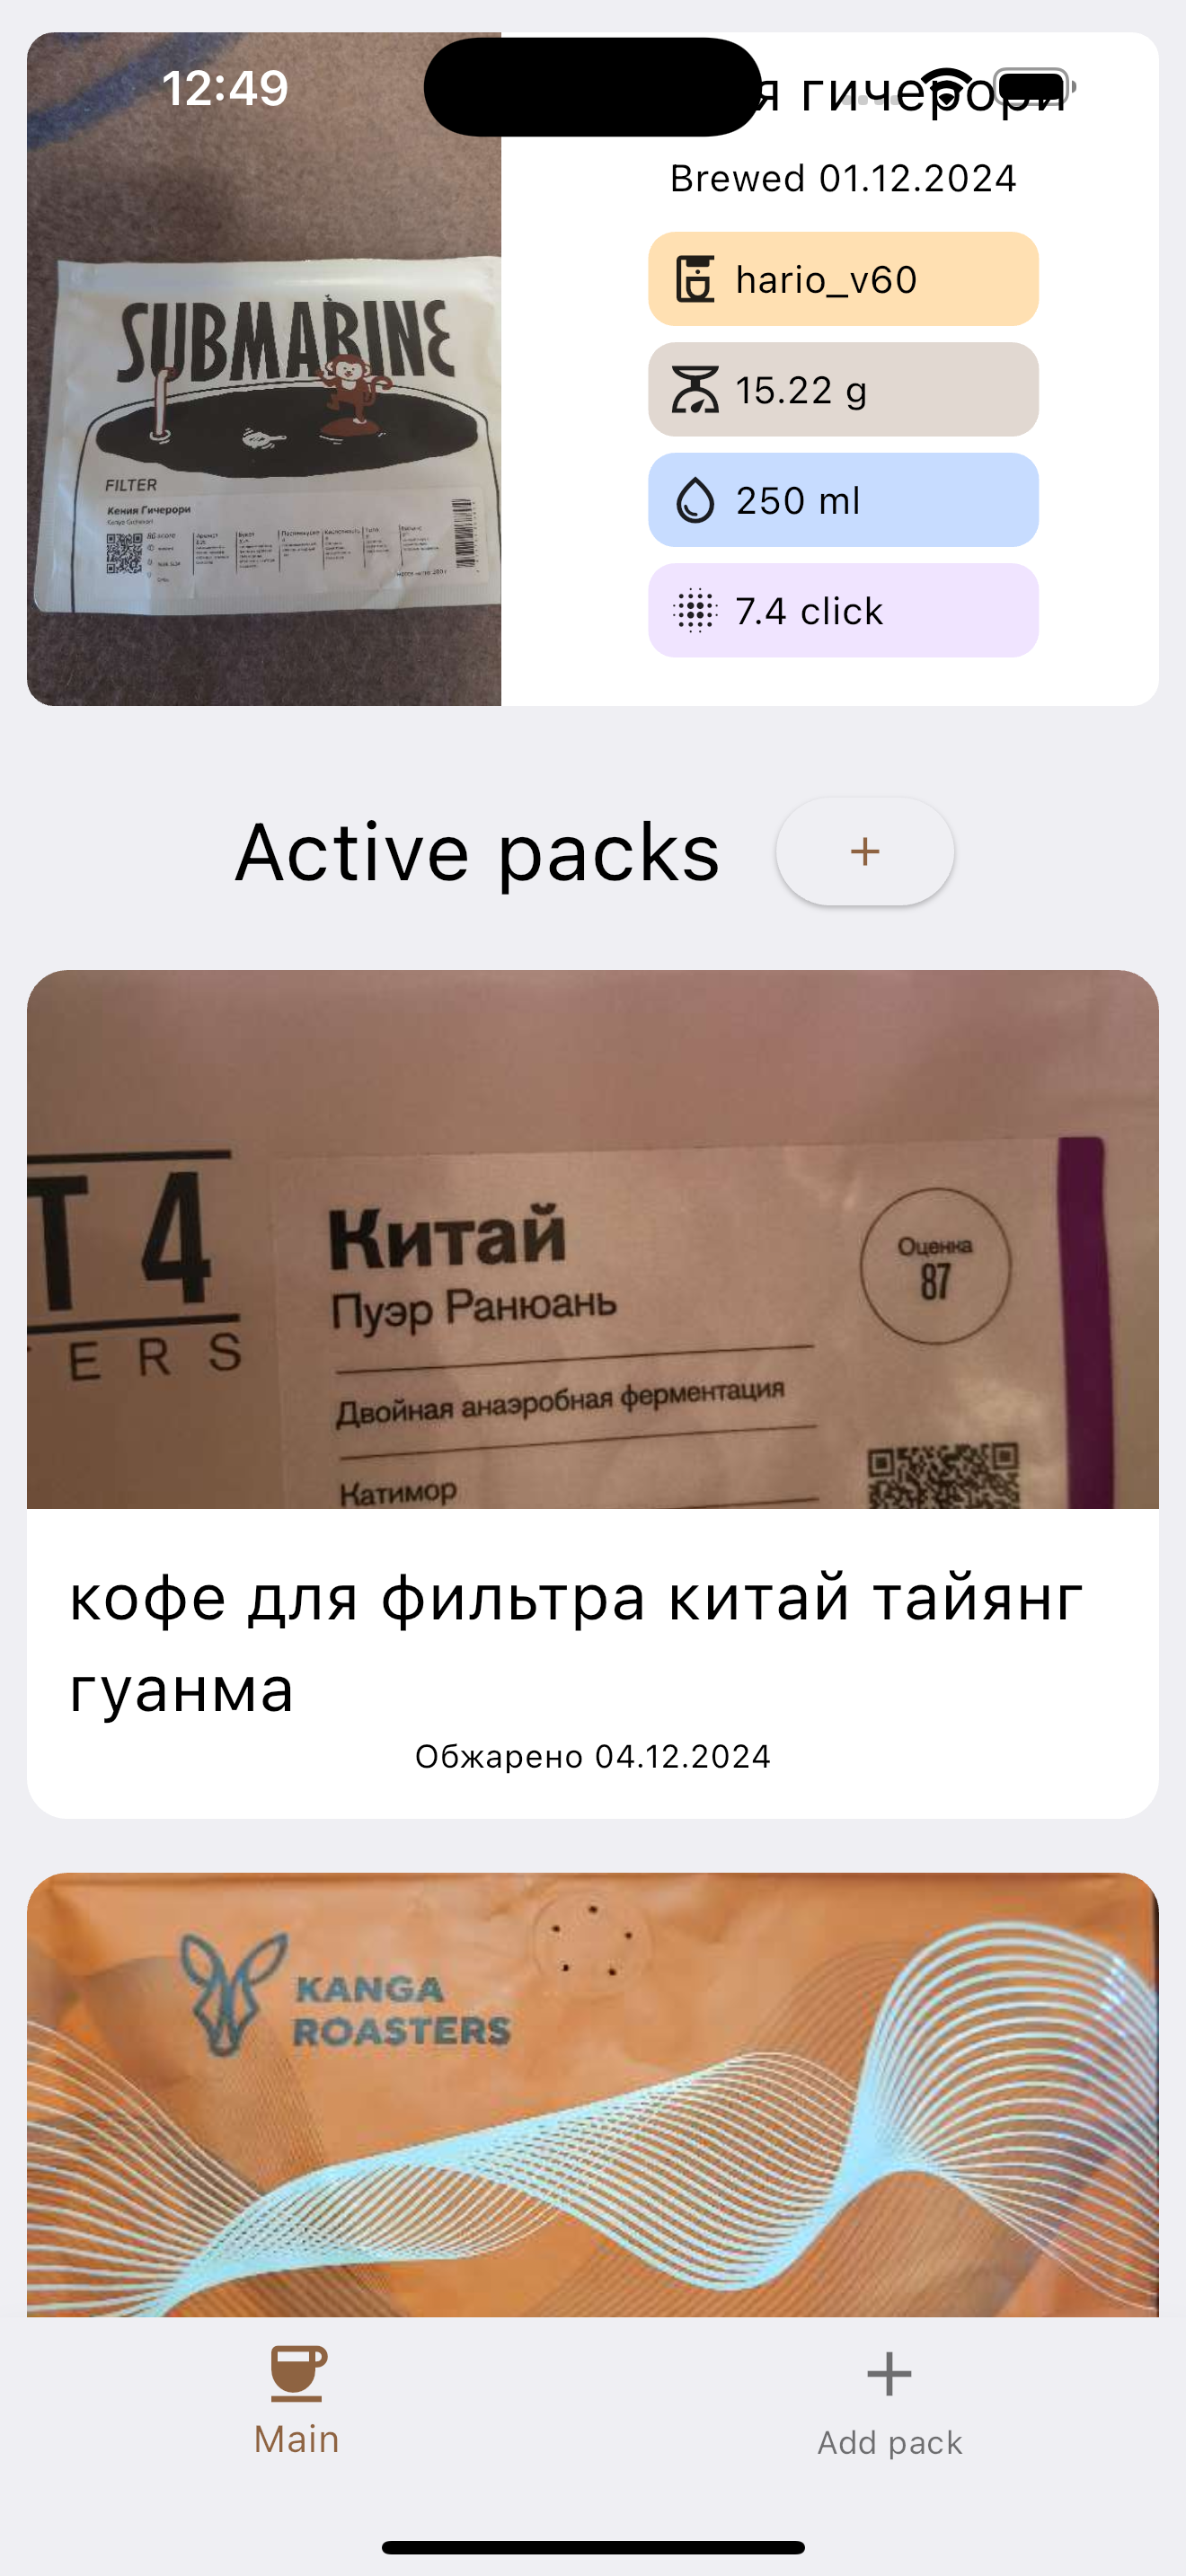 12:49
я гичерори
Brewed 01.12.2024
hario_v60
15.22 g
250 ml
7.4 click
SUBMARINE
FILTER
Кения Гичерори
Active packs
T 4
ERS
Китай
Пуэр Ранюань
Оценка
87
Двойная анаэробная ферментация
Катимор
кофе для фильтра китай тайянг
гуанма
Обжарено 04.12.2024
KANGA
ROASTERS
Main
Add pack